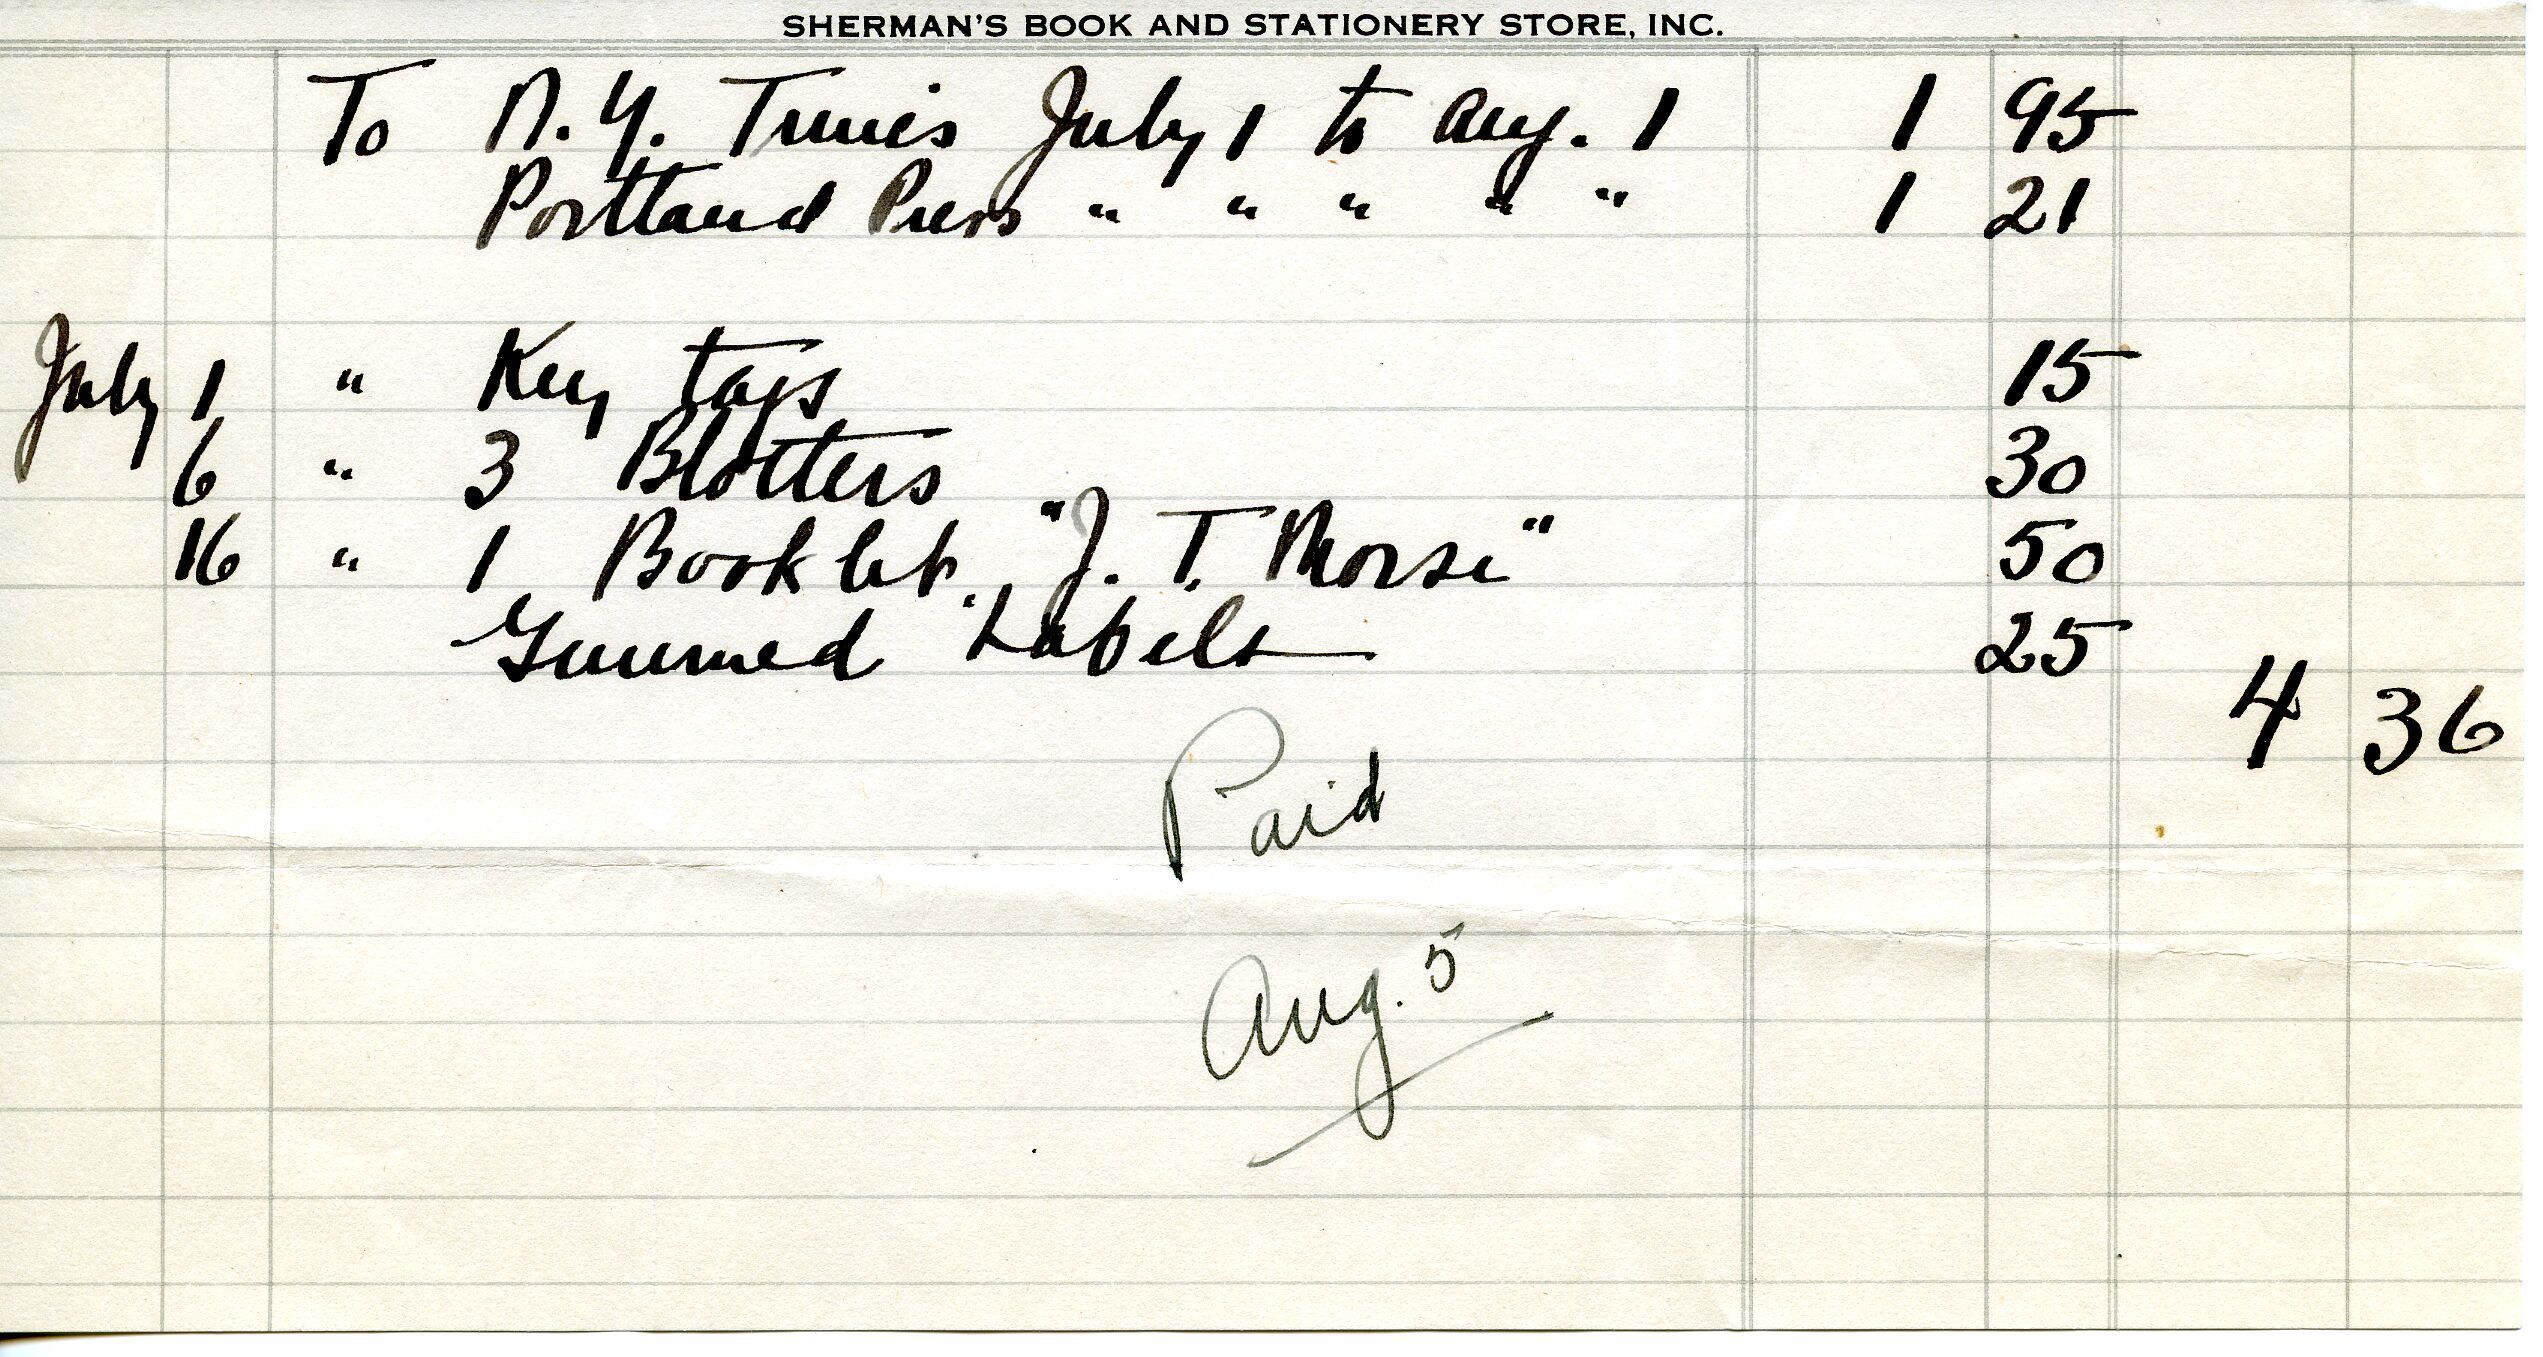 SHERMAN'S BOOK AND STATIONERY STORE, INC.
To N.Y. Times July 1 to Aug. 1 1 95
Portland Press " " " " " 1 21
July 1 " Key tags 15
6 " 3 Blotters 30
16 " 1 Booklet. "J. T. Morse" 50
Gummed Labels 25
4 36
Paid
Aug. 5